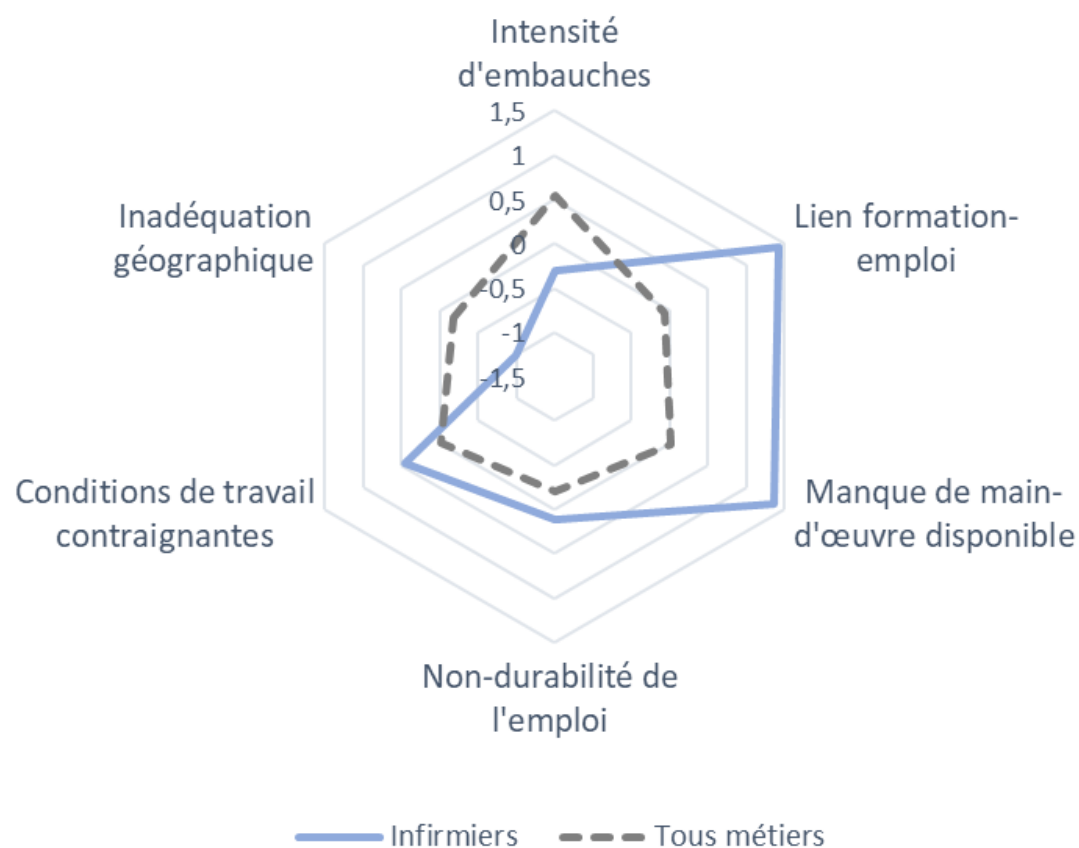 Intensité
d'embauches
1,5
1
0,5
0
-0,5
-1
-1,5
Inadéquation
géographique
Lien formation-
emploi
Conditions de travail
contraignantes
Manque de main-
d'œuvre disponible
Non-durabilité de
l'emploi
Infirmiers
Tous métiers